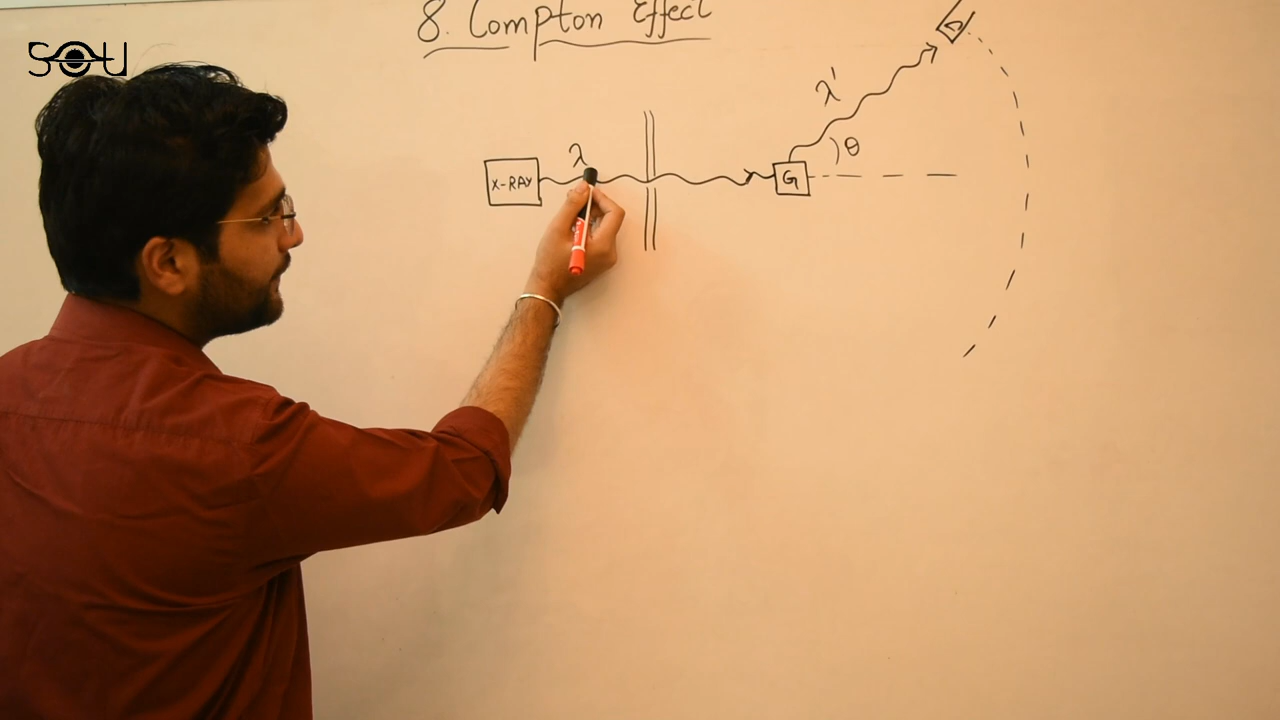 SOU
8. Compton Effect
D
λ'
λ
θ
X-RAY
G